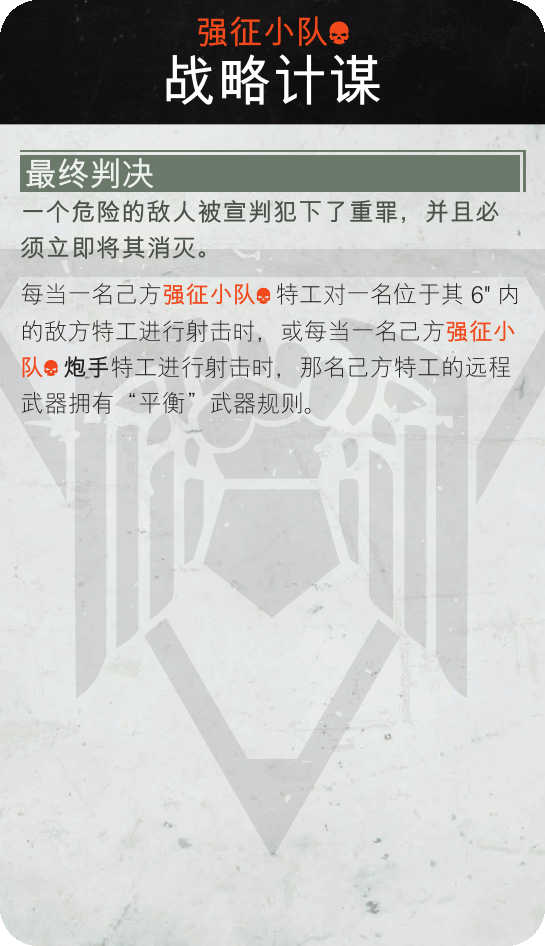 强征小队
战略计谋
最终判决
一个危险的敌人被宣判犯下了重罪，并且必
须立即将其消灭。
每当一名己方强征小队特工对一名位于其 6" 内
的敌方特工进行射击时，或每当一名己方强征小
队炮手特工进行射击时，那名己方特工的远程
武器拥有“平衡”武器规则。